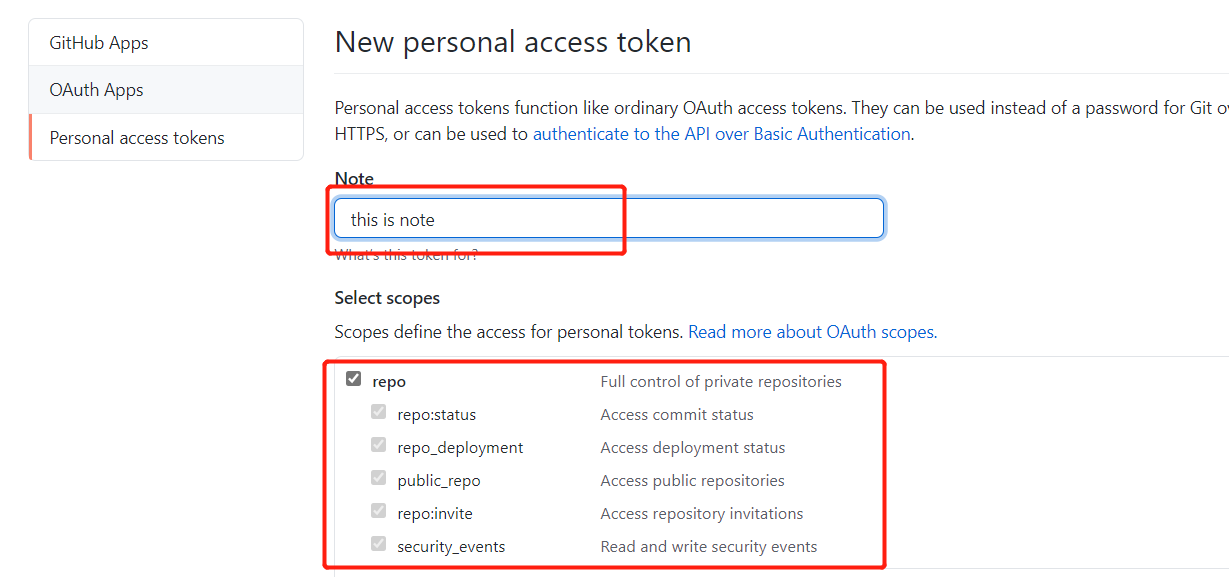 GitHub Apps
OAuth Apps
Personal access tokens
New personal access token
Personal access tokens function like ordinary OAuth access tokens. They can be used instead of a password for Git
HTTPS, or can be used to authenticate to the API over Basic Authentication.
Note
this is note
What's this token for?
Select scopes
Scopes define the access for personal tokens. Read more about OAuth scopes.
repo Full control of private repositories
repo:status Access commit status
repo_deployment Access deployment status
public_repo Access public repositories
repo:invite Access repository invitations
security_events Read and write security events